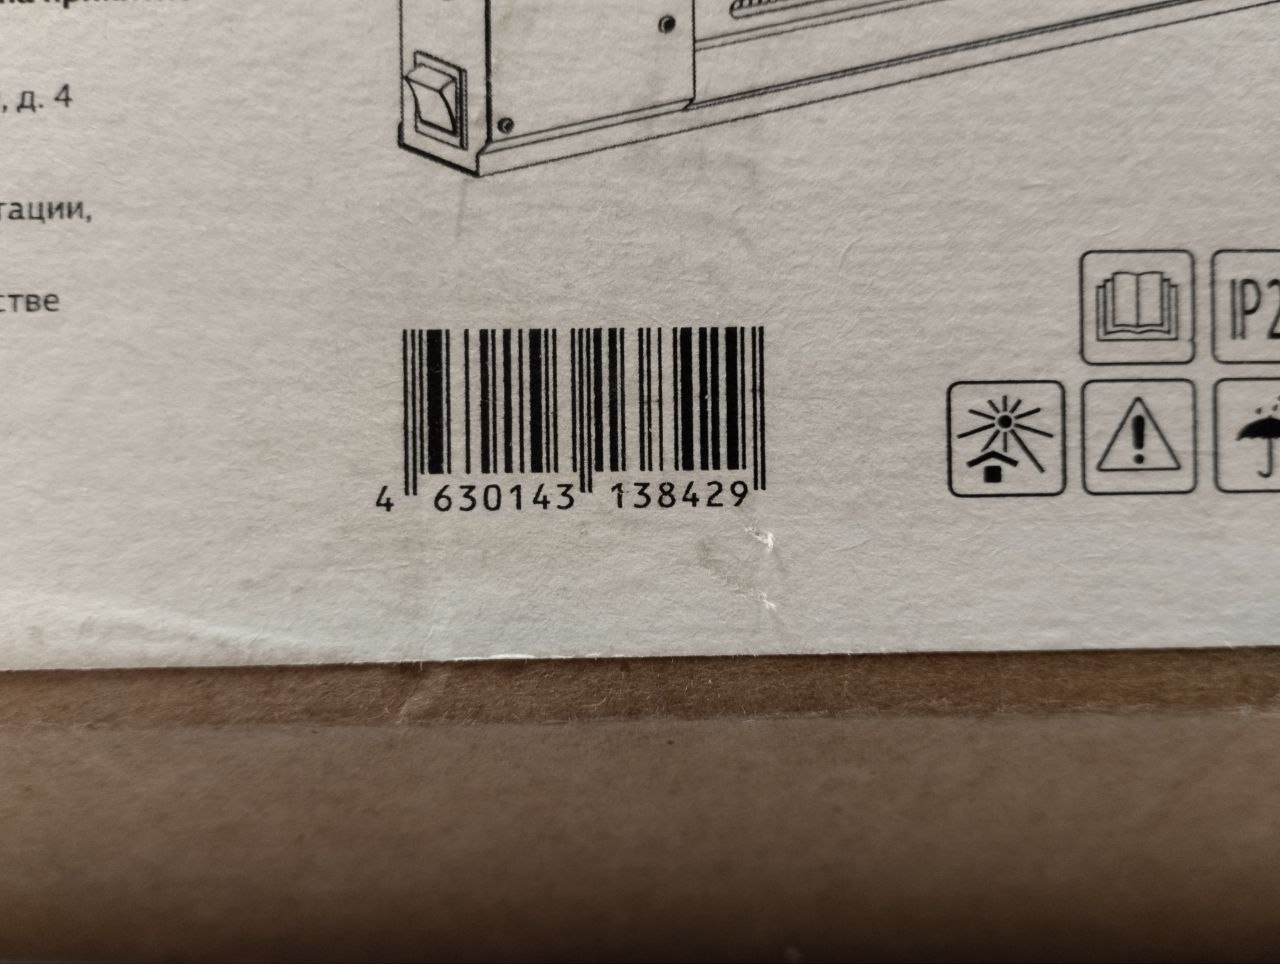 , д. 4
тации,
стве
IP2
4 630143 138429